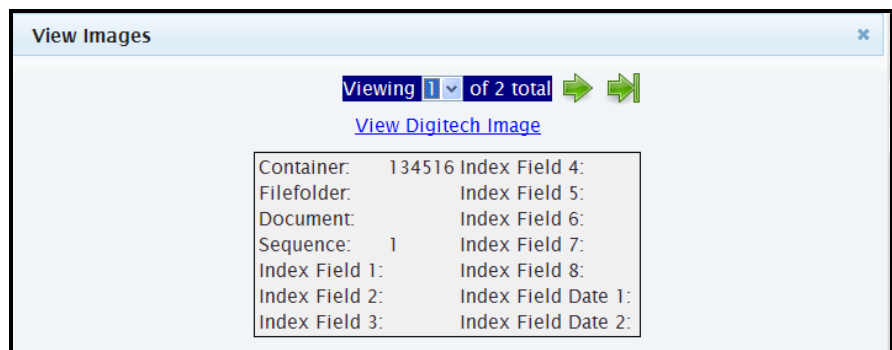 View Images
Viewing 1 of 2 total
View Digitech Image
Container: 134516 Index Field 4:
Filefolder: Index Field 5:
Document: Index Field 6:
Sequence: 1 Index Field 7:
Index Field 1: Index Field 8:
Index Field 2: Index Field Date 1:
Index Field 3: Index Field Date 2: